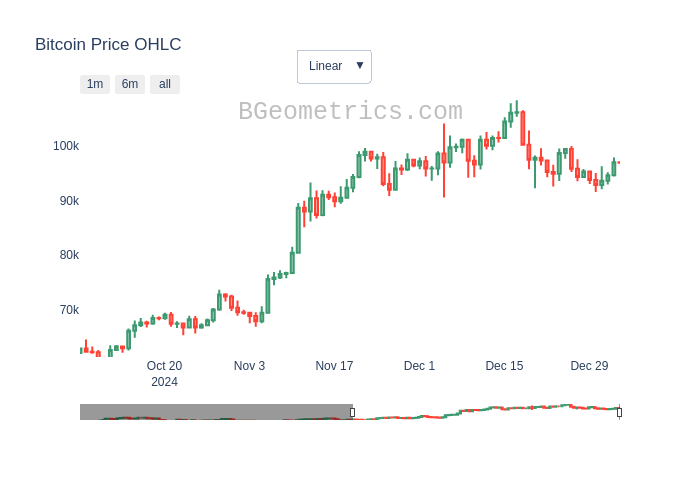 Bitcoin Price OHLC
Linear ▼
1m 6m all
BGeometrics.com
100k
90k
80k
70k
Oct 20 Nov 3 Nov 17 Dec 1 Dec 15 Dec 29
2024